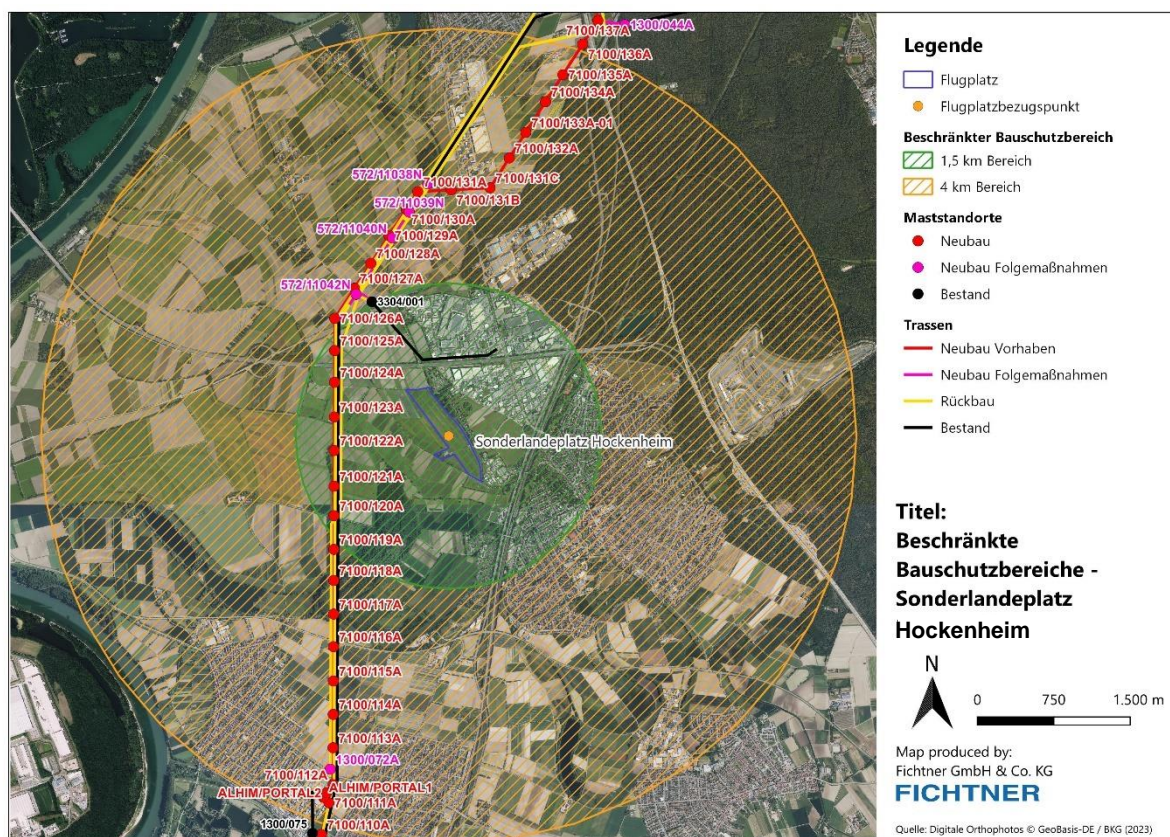 7100/137A
1300/044A
7100/136A
7100/135A
7100/134A
7100/133A-01
7100/132A
572/11038N
7100/131C
7100/131A
7100/131B
572/11039N
7100/130A
572/11040N
7100/129A
7100/128A
7100/127A
572/11042N
3304/001
7100/126A
7100/125A
7100/124A
7100/123A
Sonderlandeplatz Hockenheim
7100/122A
7100/121A
7100/120A
7100/119A
7100/118A
7100/117A
7100/116A
7100/115A
7100/114A
7100/113A
1300/072A
7100/112A
ALHIM/PORTAL1
ALHIM/PORTAL2
7100/111A
1300/075
7100/110A
Legende
Flugplatz
Flugplatzbezugspunkt
Beschränkter Bauschutzbereich
1,5 km Bereich
4 km Bereich
Maststandorte
Neubau
Neubau Folgemaßnahmen
Bestand
Trassen
Neubau Vorhaben
Neubau Folgemaßnahmen
Rückbau
Bestand
Titel:
Beschränkte
Bauschutzbereiche -
Sonderlandeplatz
Hockenheim
N
0 750 1.500 m
Map produced by:
Fichtner GmbH & Co. KG
FICHTNER
Quelle: Digitale Orthophotos © GeoBasis-DE / BKG (2023)